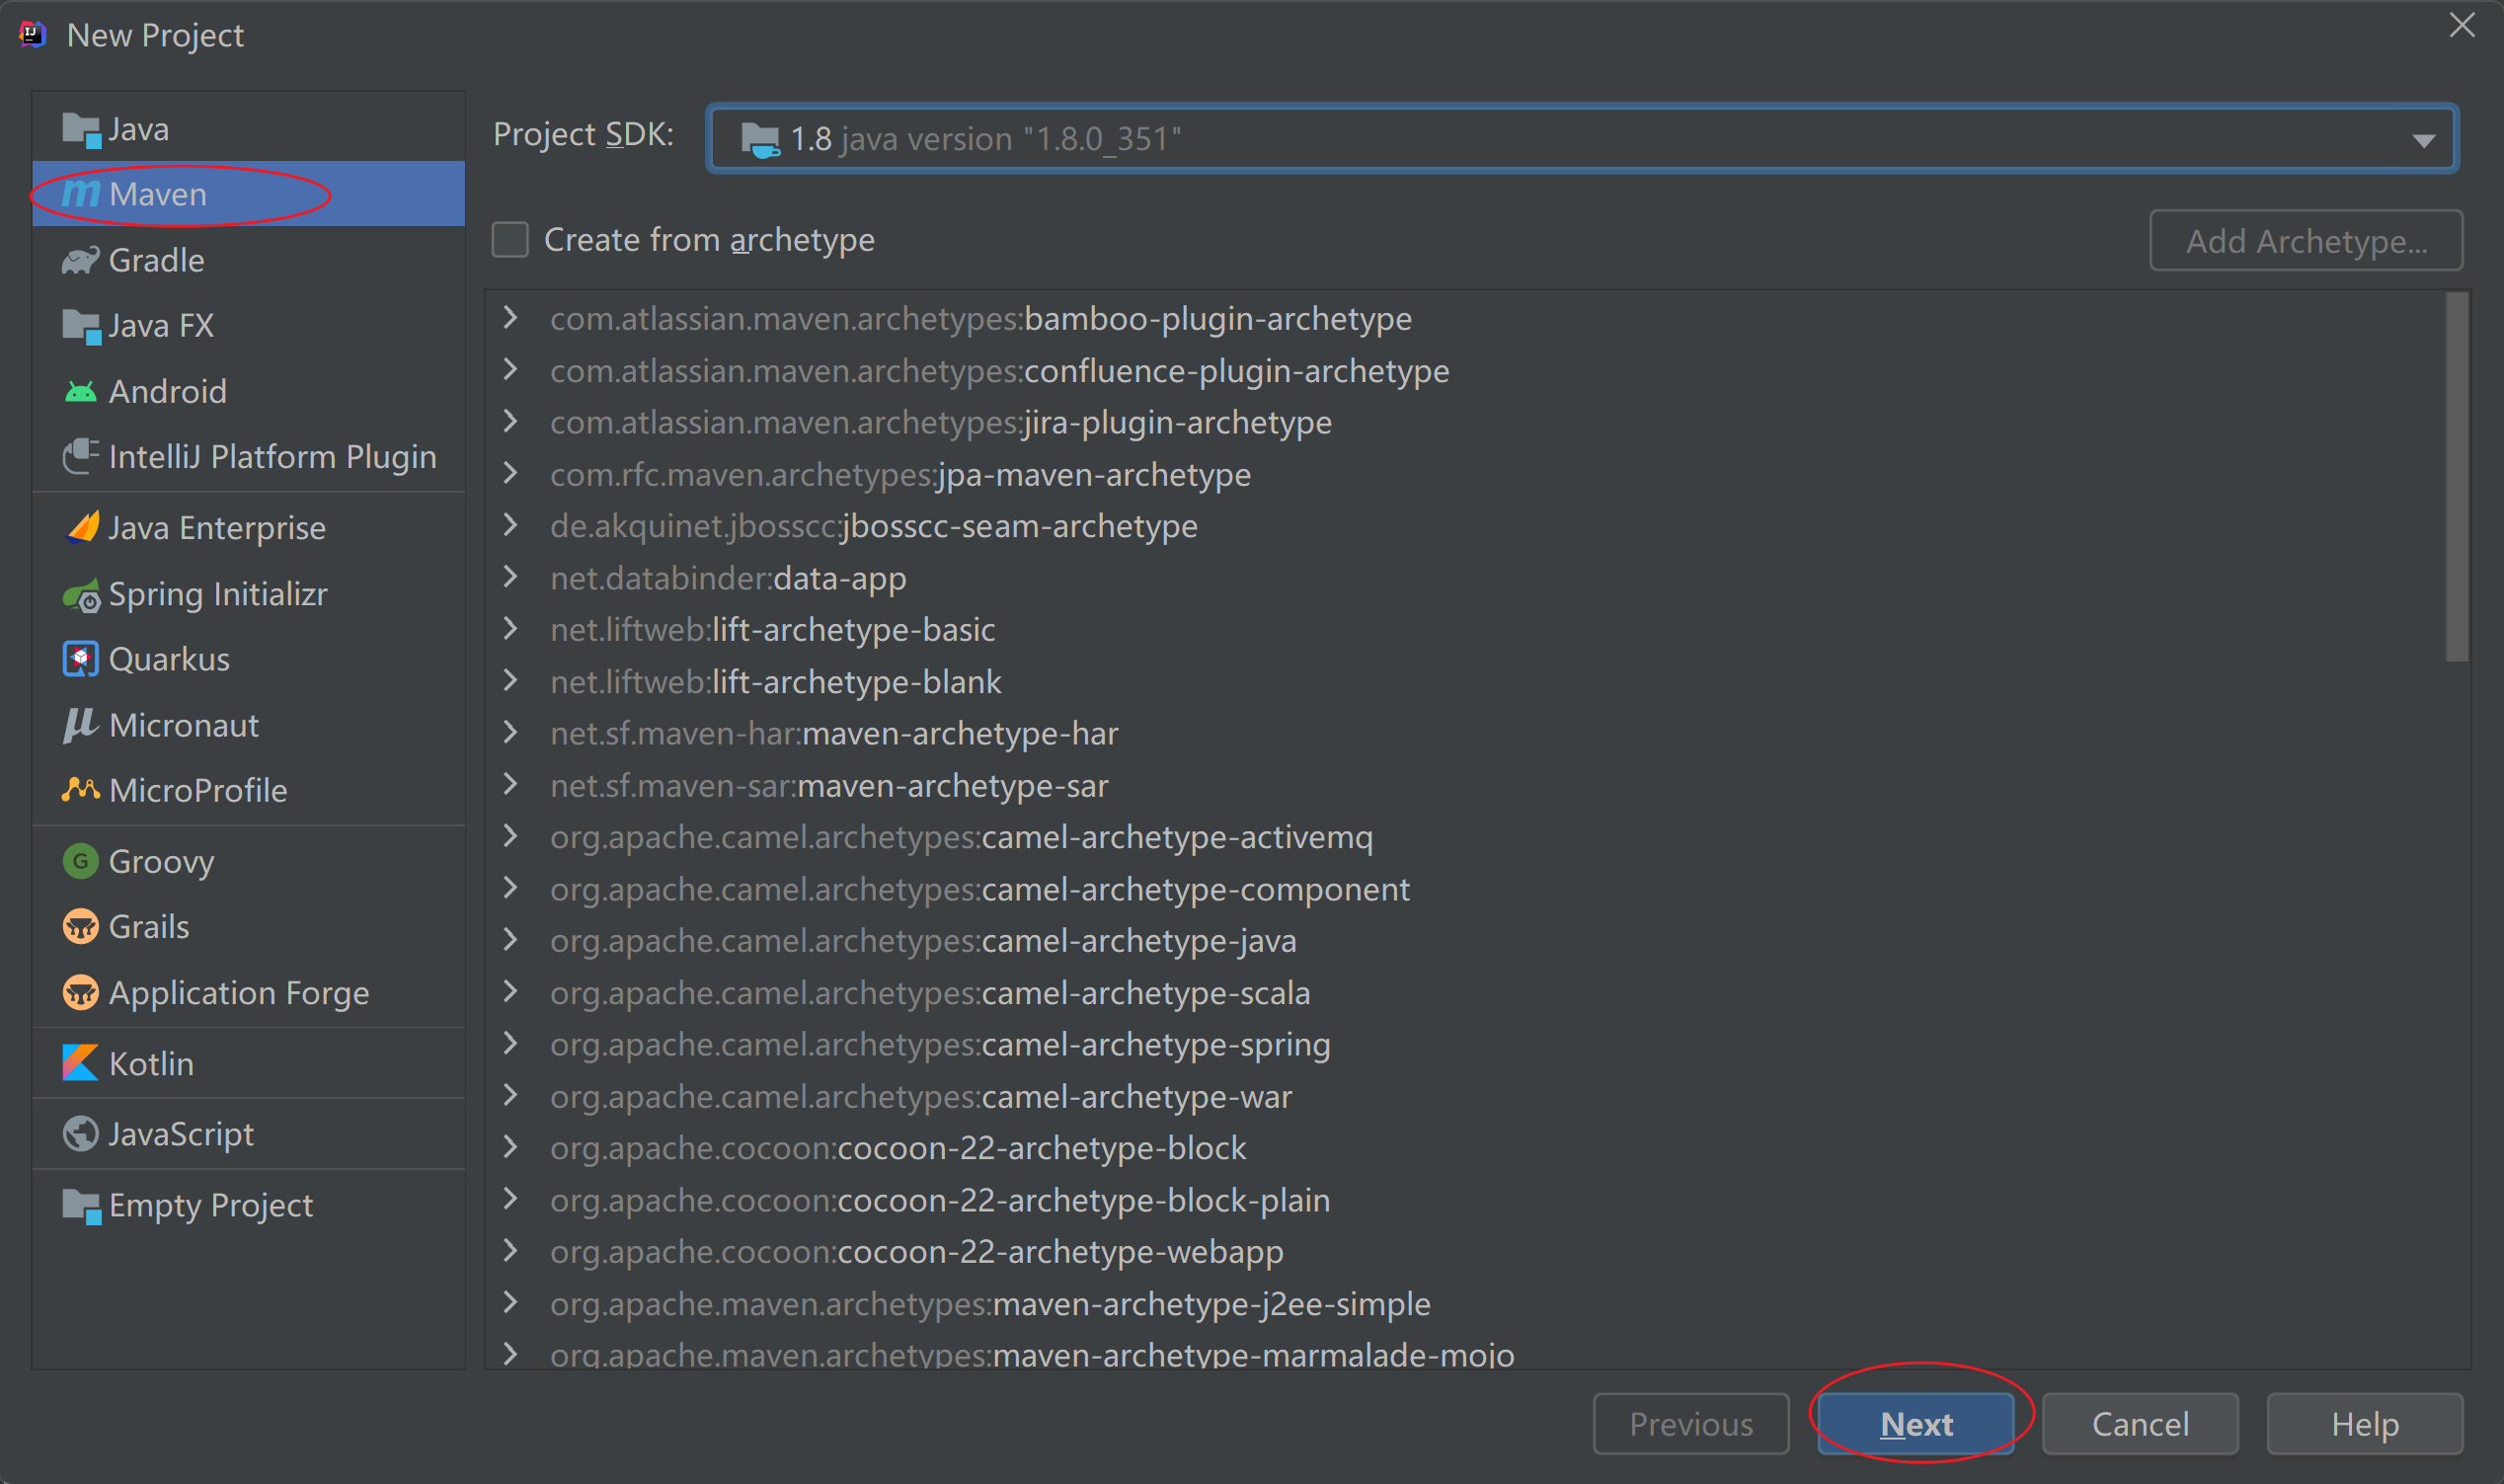 New Project
Java
Maven
Gradle
Java FX
Android
IntelliJ Platform Plugin
Java Enterprise
Spring Initializr
Quarkus
Micronaut
MicroProfile
Groovy
Grails
Application Forge
Kotlin
JavaScript
Empty Project
Project SDK: 1.8 java version "1.8.0_351"
Create from archetype
Add Archetype...
com.atlassian.maven.archetypes:bamboo-plugin-archetype
com.atlassian.maven.archetypes:confluence-plugin-archetype
com.atlassian.maven.archetypes:jira-plugin-archetype
com.rfc.maven.archetypes:jpa-maven-archetype
de.akquinet.jbosscc:jbosscc-seam-archetype
net.databinder:data-app
net.liftweb:lift-archetype-basic
net.liftweb:lift-archetype-blank
net.sf.maven-har:maven-archetype-har
net.sf.maven-sar:maven-archetype-sar
org.apache.camel.archetypes:camel-archetype-activemq
org.apache.camel.archetypes:camel-archetype-component
org.apache.camel.archetypes:camel-archetype-java
org.apache.camel.archetypes:camel-archetype-scala
org.apache.camel.archetypes:camel-archetype-spring
org.apache.camel.archetypes:camel-archetype-war
org.apache.cocoon:cocoon-22-archetype-block
org.apache.cocoon:cocoon-22-archetype-block-plain
org.apache.cocoon:cocoon-22-archetype-webapp
org.apache.maven.archetypes:maven-archetype-j2ee-simple
org.apache.maven.archetypes:maven-archetype-marmalade-mojo
Previous
Next
Cancel
Help